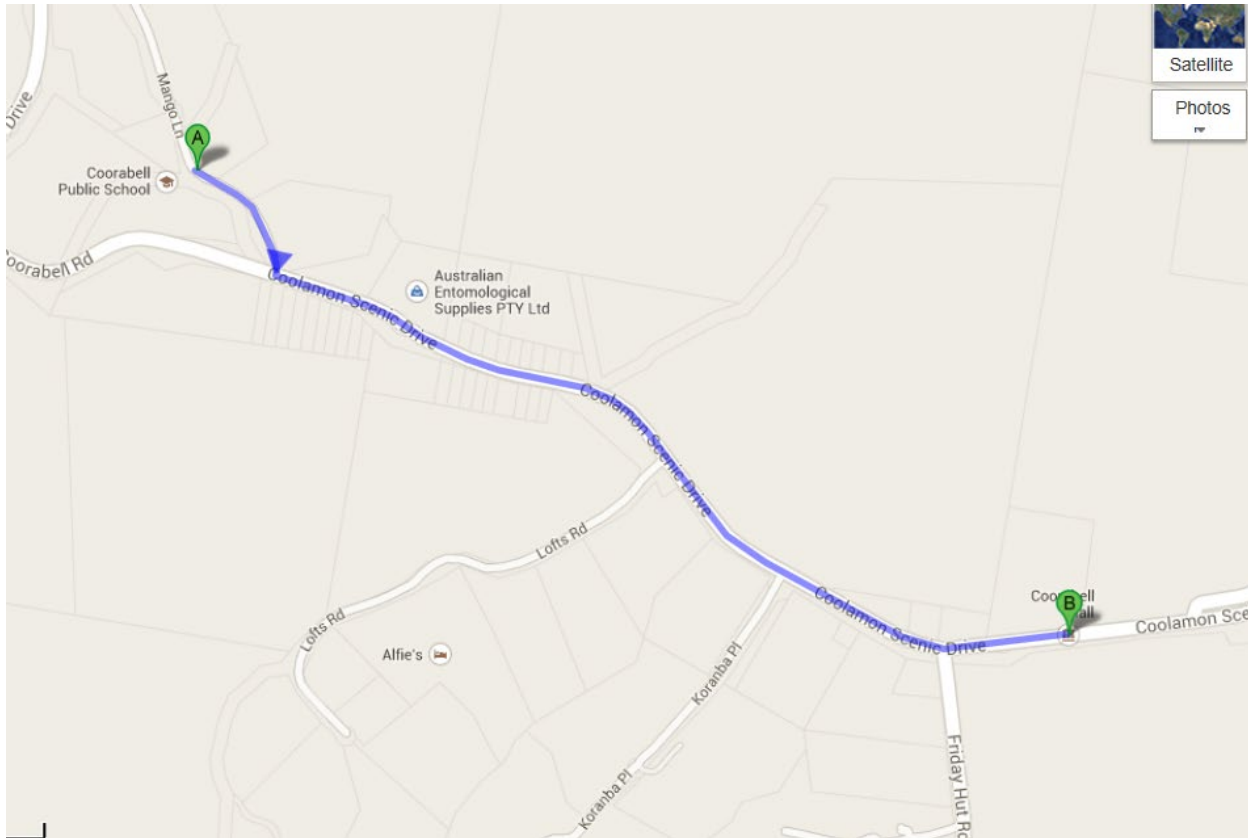 Satellite
Photos
Drive
Mango Ln
A
Coorabell
Public School
Coorabell Rd
Coolamon Scenic Drive
Australian
Entomological
Supplies PTY Ltd
Coolamon Scenic Drive
Lofts Rd
Coolamon Scenic Drive
B
Coolamon Sce
Lofts Rd
Alfie's
Koranba Pl
Friday Hut Rd
Koranba Pl